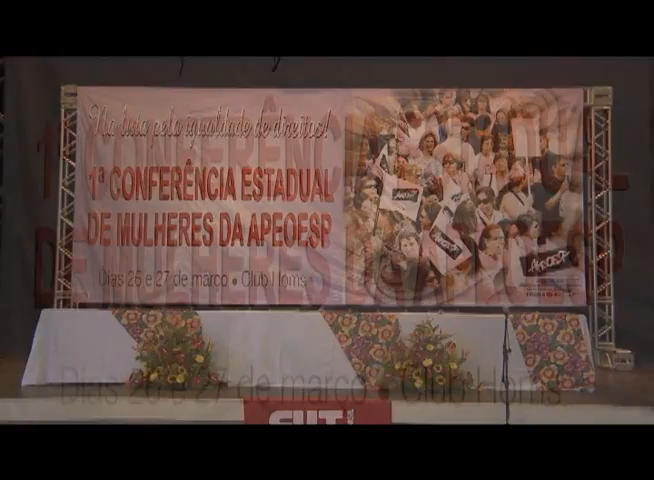 Na luta pela igualdade de direitos!
1ª CONFERÊNCIA ESTADUAL
DE MULHERES DA APEOESP
Dias 26 e 27 de março • Club Homs
APEOESP
CUT
Dias 26 e 27 de março • Club Homs